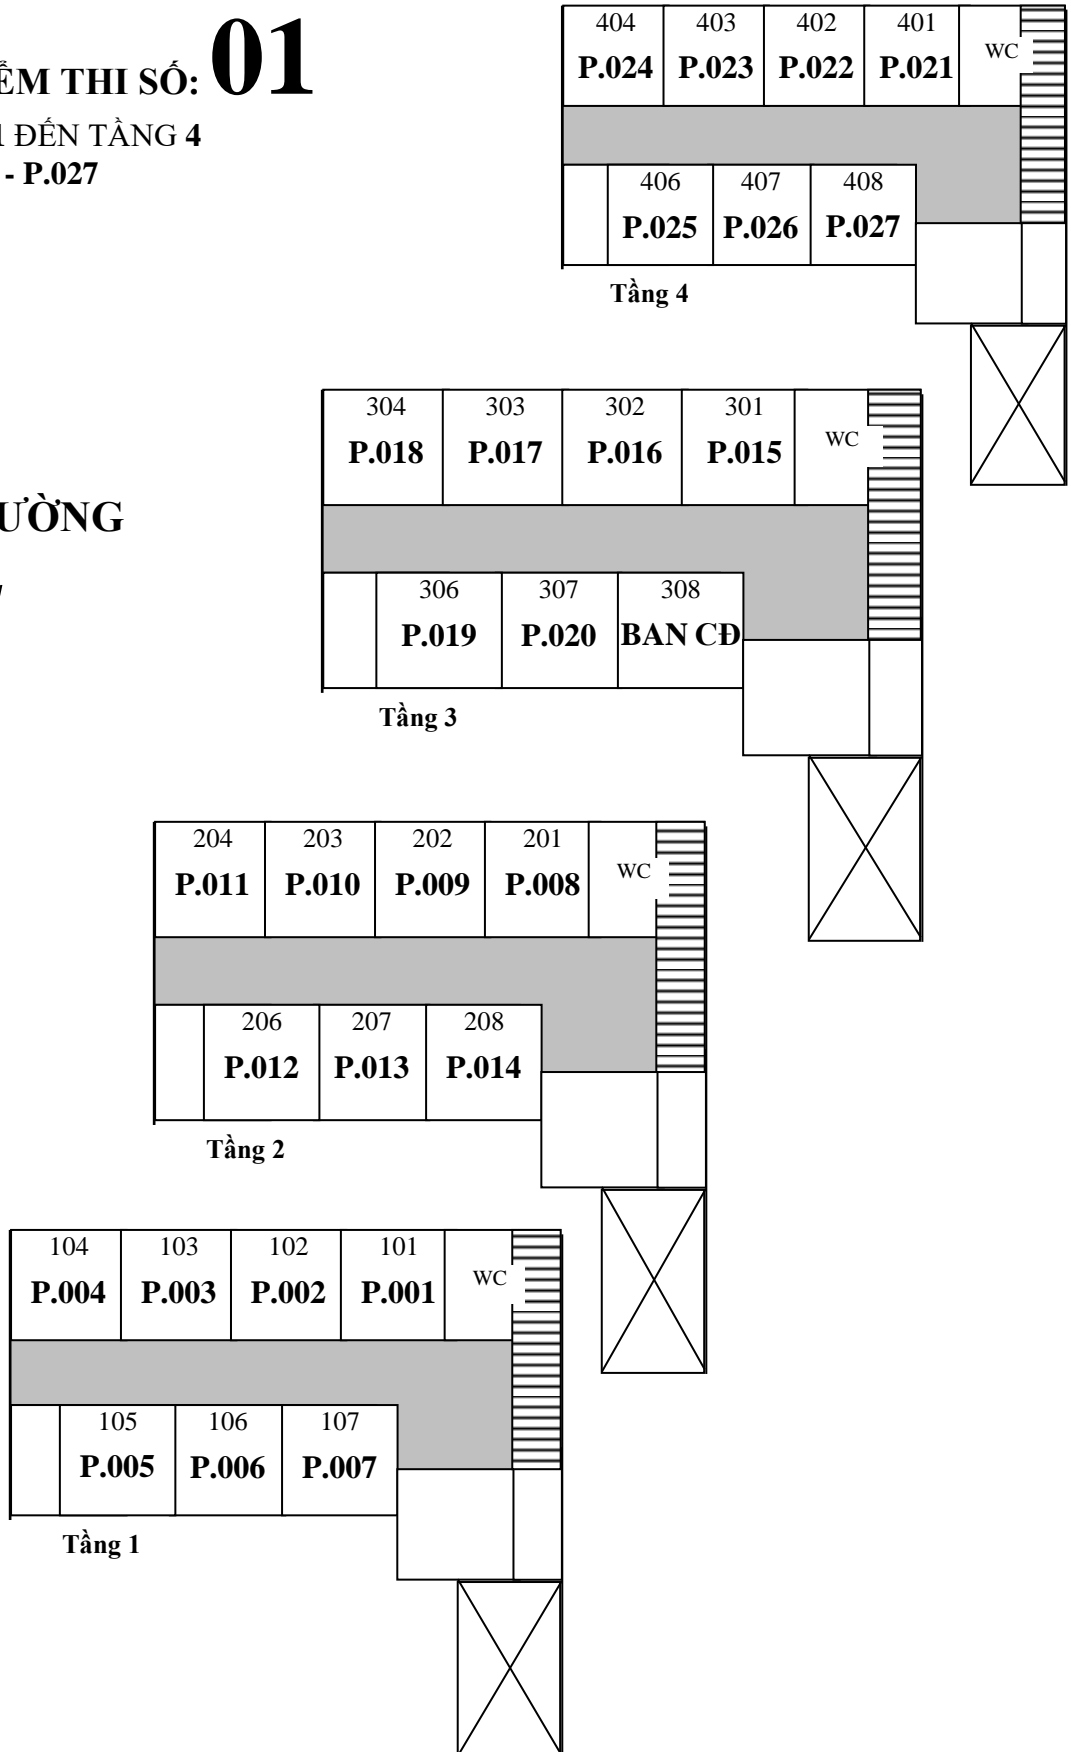 ỂM THI SỐ: 01
1 ĐẾN TẦNG 4
- P.027
404 403 402 401
WC
P.024 P.023 P.022 P.021
406 407 408
P.025 P.026 P.027
Tầng 4
304 303 302 301
WC
P.018 P.017 P.016 P.015
ƯỜNG
306 307 308
P.019 P.020 BAN CĐ
Tầng 3
204 203 202 201
WC
P.011 P.010 P.009 P.008
206 207 208
P.012 P.013 P.014
Tầng 2
104 103 102 101
WC
P.004 P.003 P.002 P.001
105 106 107
P.005 P.006 P.007
Tầng 1